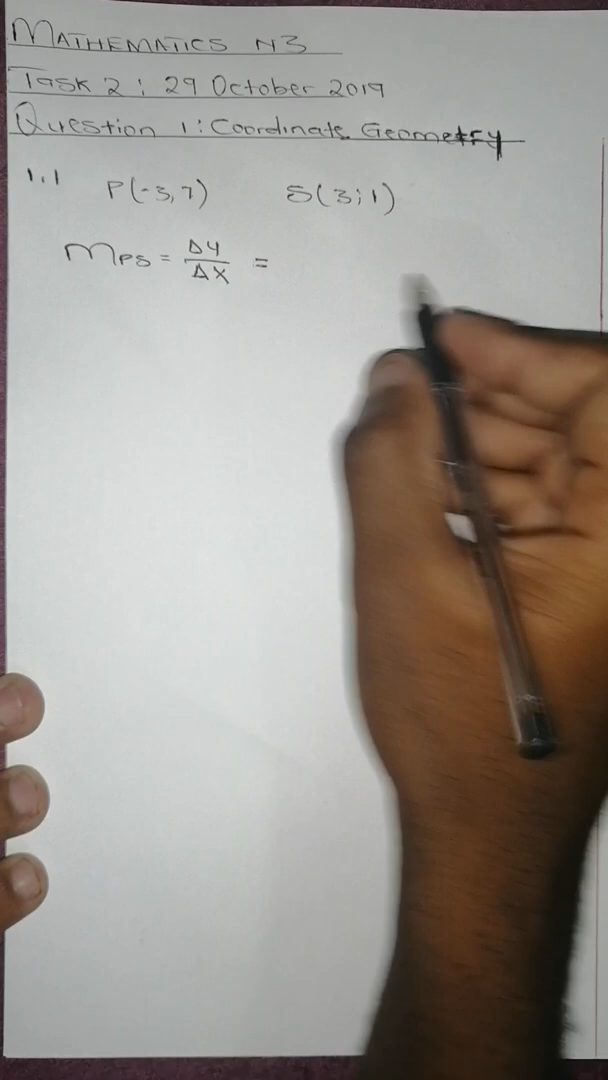 MATHEMATICS N3
Task 2: 29 October 2019
Question 1: Coordinate Geometry
1.1 P(-3,7) S(3;1)
MPS = ΔY/ΔX =